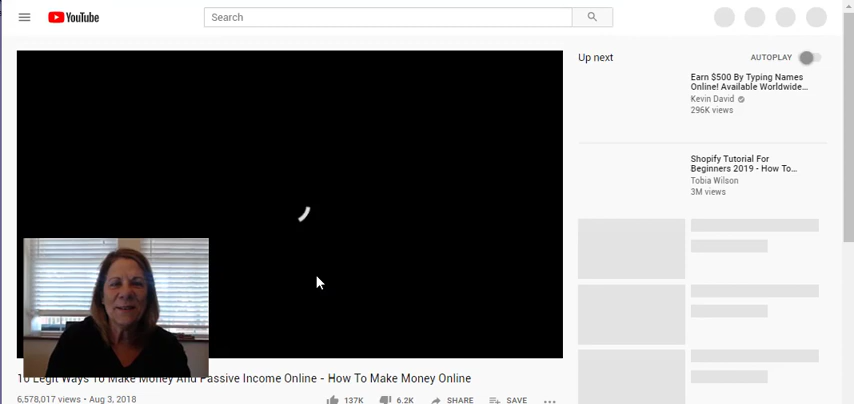 YouTube
Search
Up next
AUTOPLAY
Earn $500 By Typing Names
Online! Available Worldwide...
Kevin David
296K views
Shopify Tutorial For
Beginners 2019 - How To...
Tobia Wilson
3M views
10 Legit Ways To Make Money And Passive Income Online - How To Make Money Online
6,578,017 views • Aug 3, 2018
137K
6.2K
SHARE
SAVE